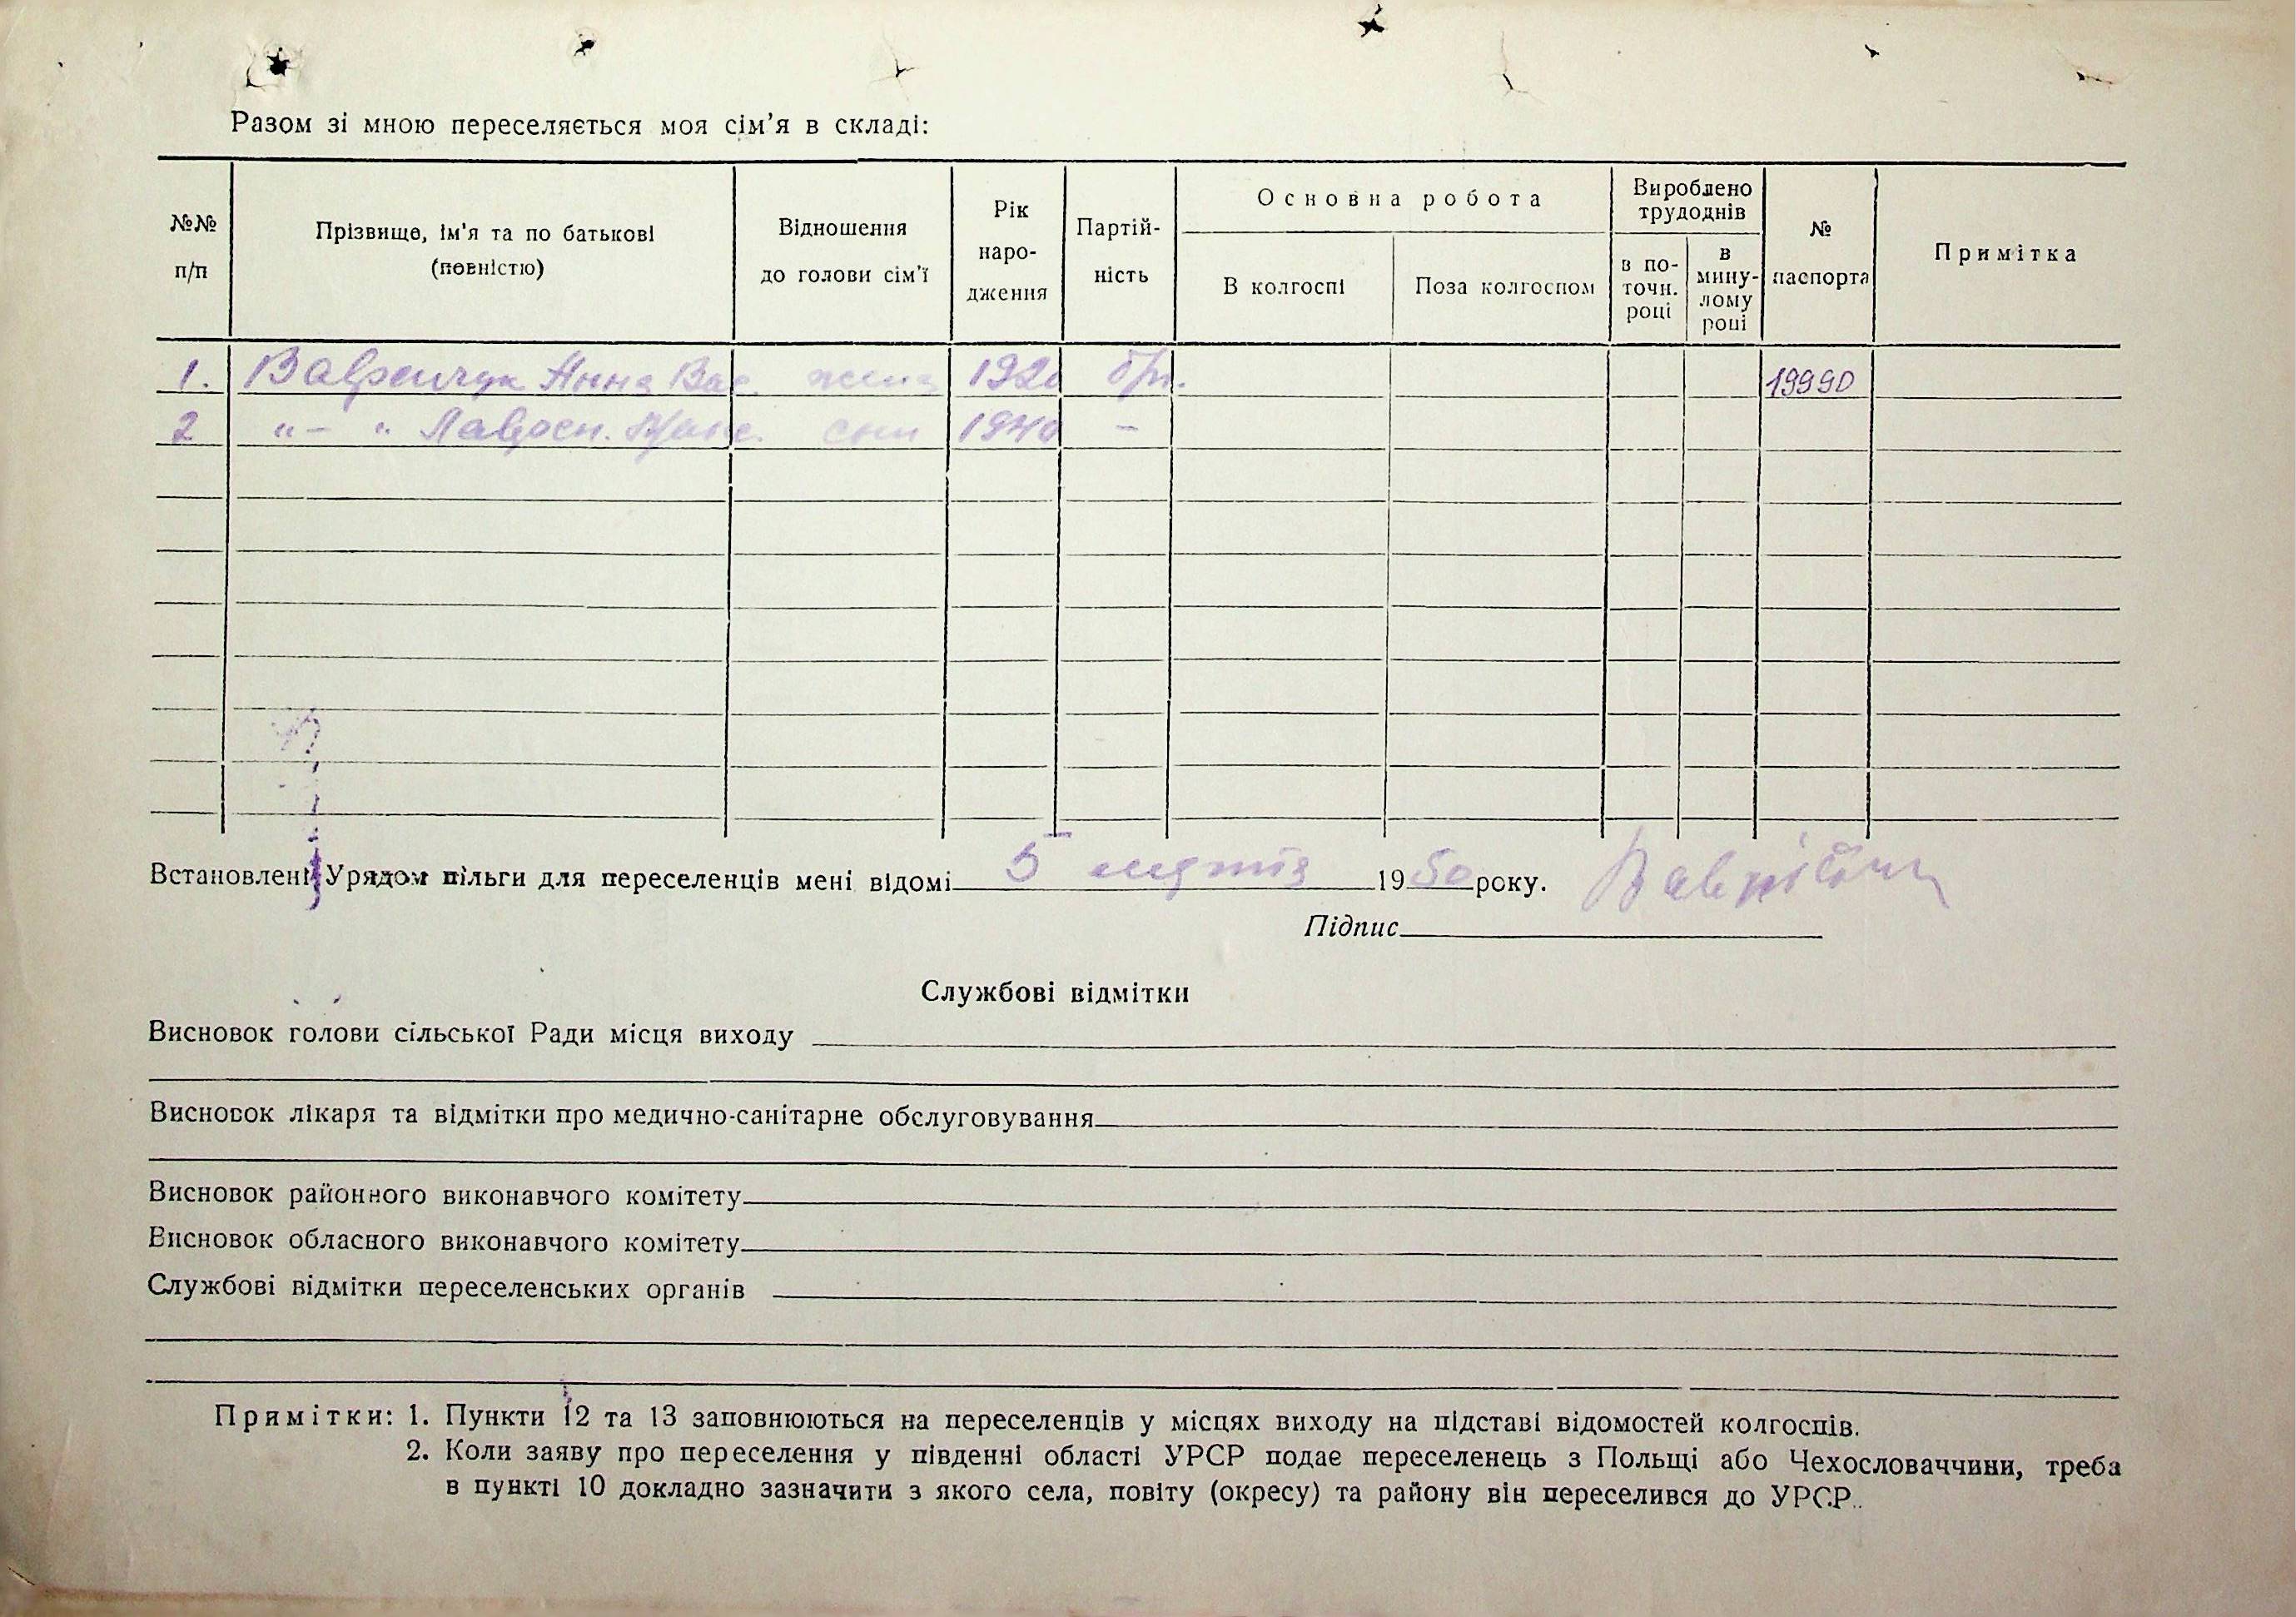 Разом зі мною переселяється моя сім'я в складі:
№№ п/п
Прізвище, ім'я та по батькові (повністю)
Відношення до голови сім'ї
Рік народження
Партійність
Основна робота
В колгоспі
Поза колгоспом
Вироблено трудоднів
в поточн. році
в минулому році
№ паспорта
Примітка
1. Анна Вас. жена 1920 б/п. 19990
2 "- " сын 1940 -
Встановлені Урядом пільги для переселенців мені відомі 5 1950 року.
Підпис
Службові відмітки
Висновок голови сільської Ради місця виходу
Висновок лікаря та відмітки про медично-санітарне обслуговування
Висновок районного виконавчого комітету
Висновок обласного виконавчого комітету
Службові відмітки переселенських органів
Примітки: 1. Пункти 12 та 13 заповнюються на переселенців у місцях виходу на підставі відомостей колгоспів.
2. Коли заяву про переселення у південні області УРСР подає переселенець з Польщі або Чехословаччини, треба
в пункті 10 докладно зазначити з якого села, повіту (окресу) та району він переселився до УРСР.